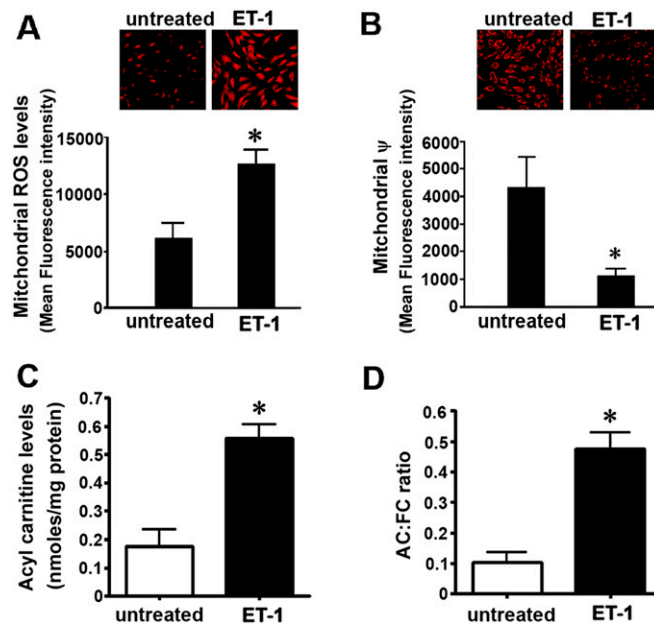 A
untreated ET-1
Mitchondrial ROS levels
(Mean Fluorescence intensity)
15000
10000
5000
0
*
untreated ET-1
B
untreated ET-1
Mitchondrial ψ
(Mean Fluorescence intensity)
6000
5000
4000
3000
2000
1000
0
*
untreated ET-1
C
Acyl carnitine levels
(nmoles/mg protein)
0.7
0.6
0.5
0.4
0.3
0.2
0.1
0
*
untreated ET-1
D
AC:FC ratio
0.6
0.5
0.4
0.3
0.2
0.1
0
*
untreated ET-1